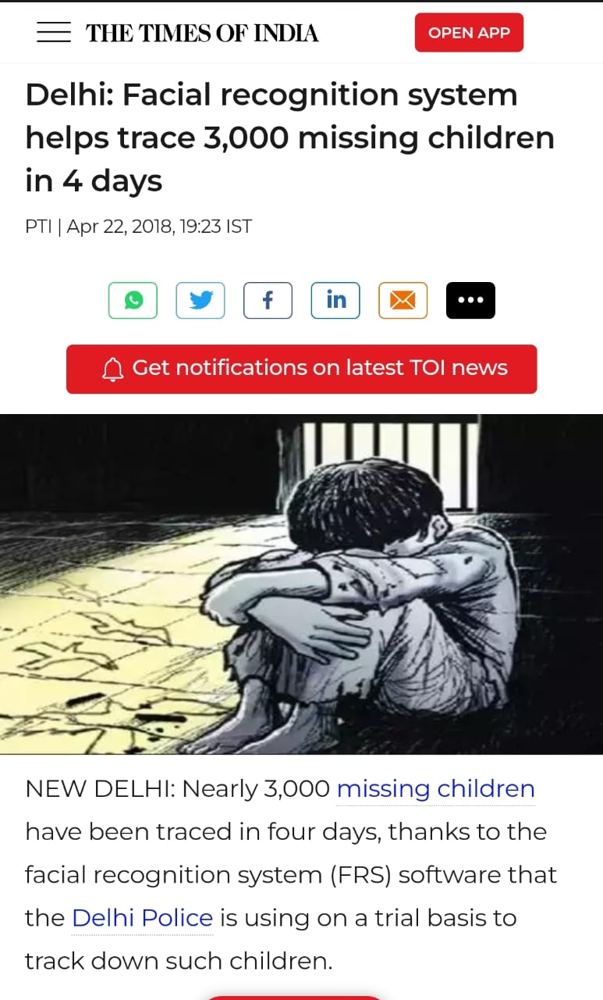 THE TIMES OF INDIA
OPEN APP
Delhi: Facial recognition system
helps trace 3,000 missing children
in 4 days
PTI | Apr 22, 2018, 19:23 IST
Get notifications on latest TOI news
NEW DELHI: Nearly 3,000 missing children
have been traced in four days, thanks to the
facial recognition system (FRS) software that
the Delhi Police is using on a trial basis to
track down such children.